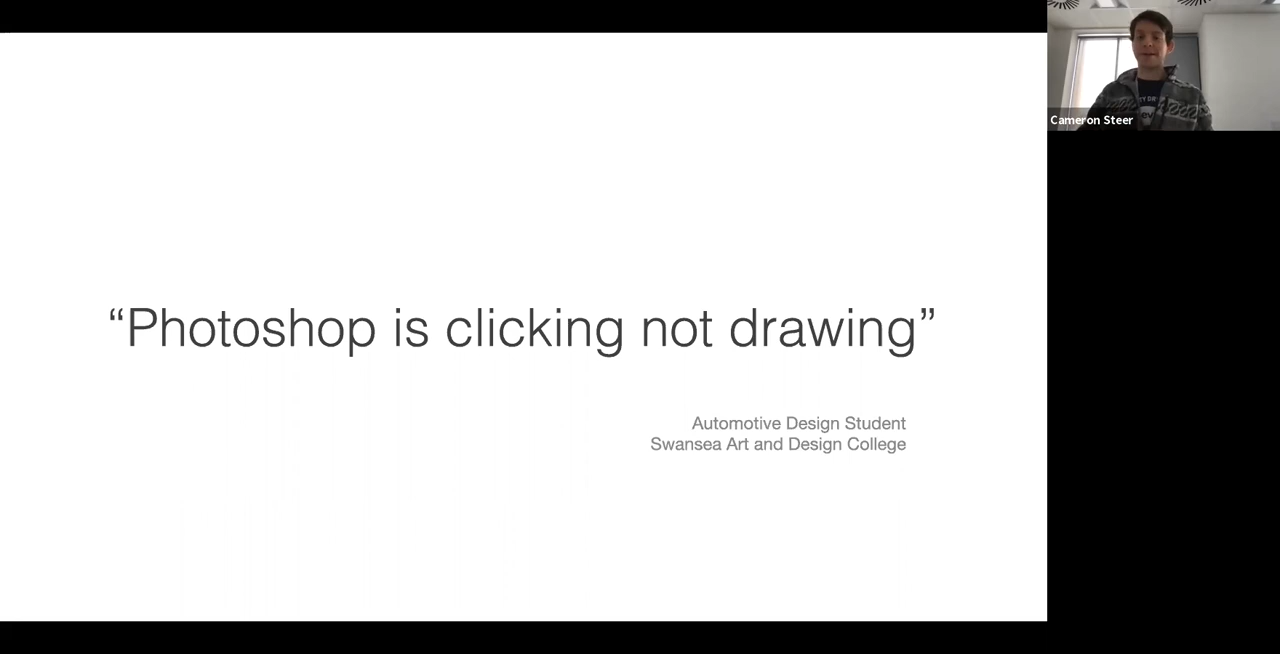 “Photoshop is clicking not drawing”
Automotive Design Student
Swansea Art and Design College
Cameron Steer